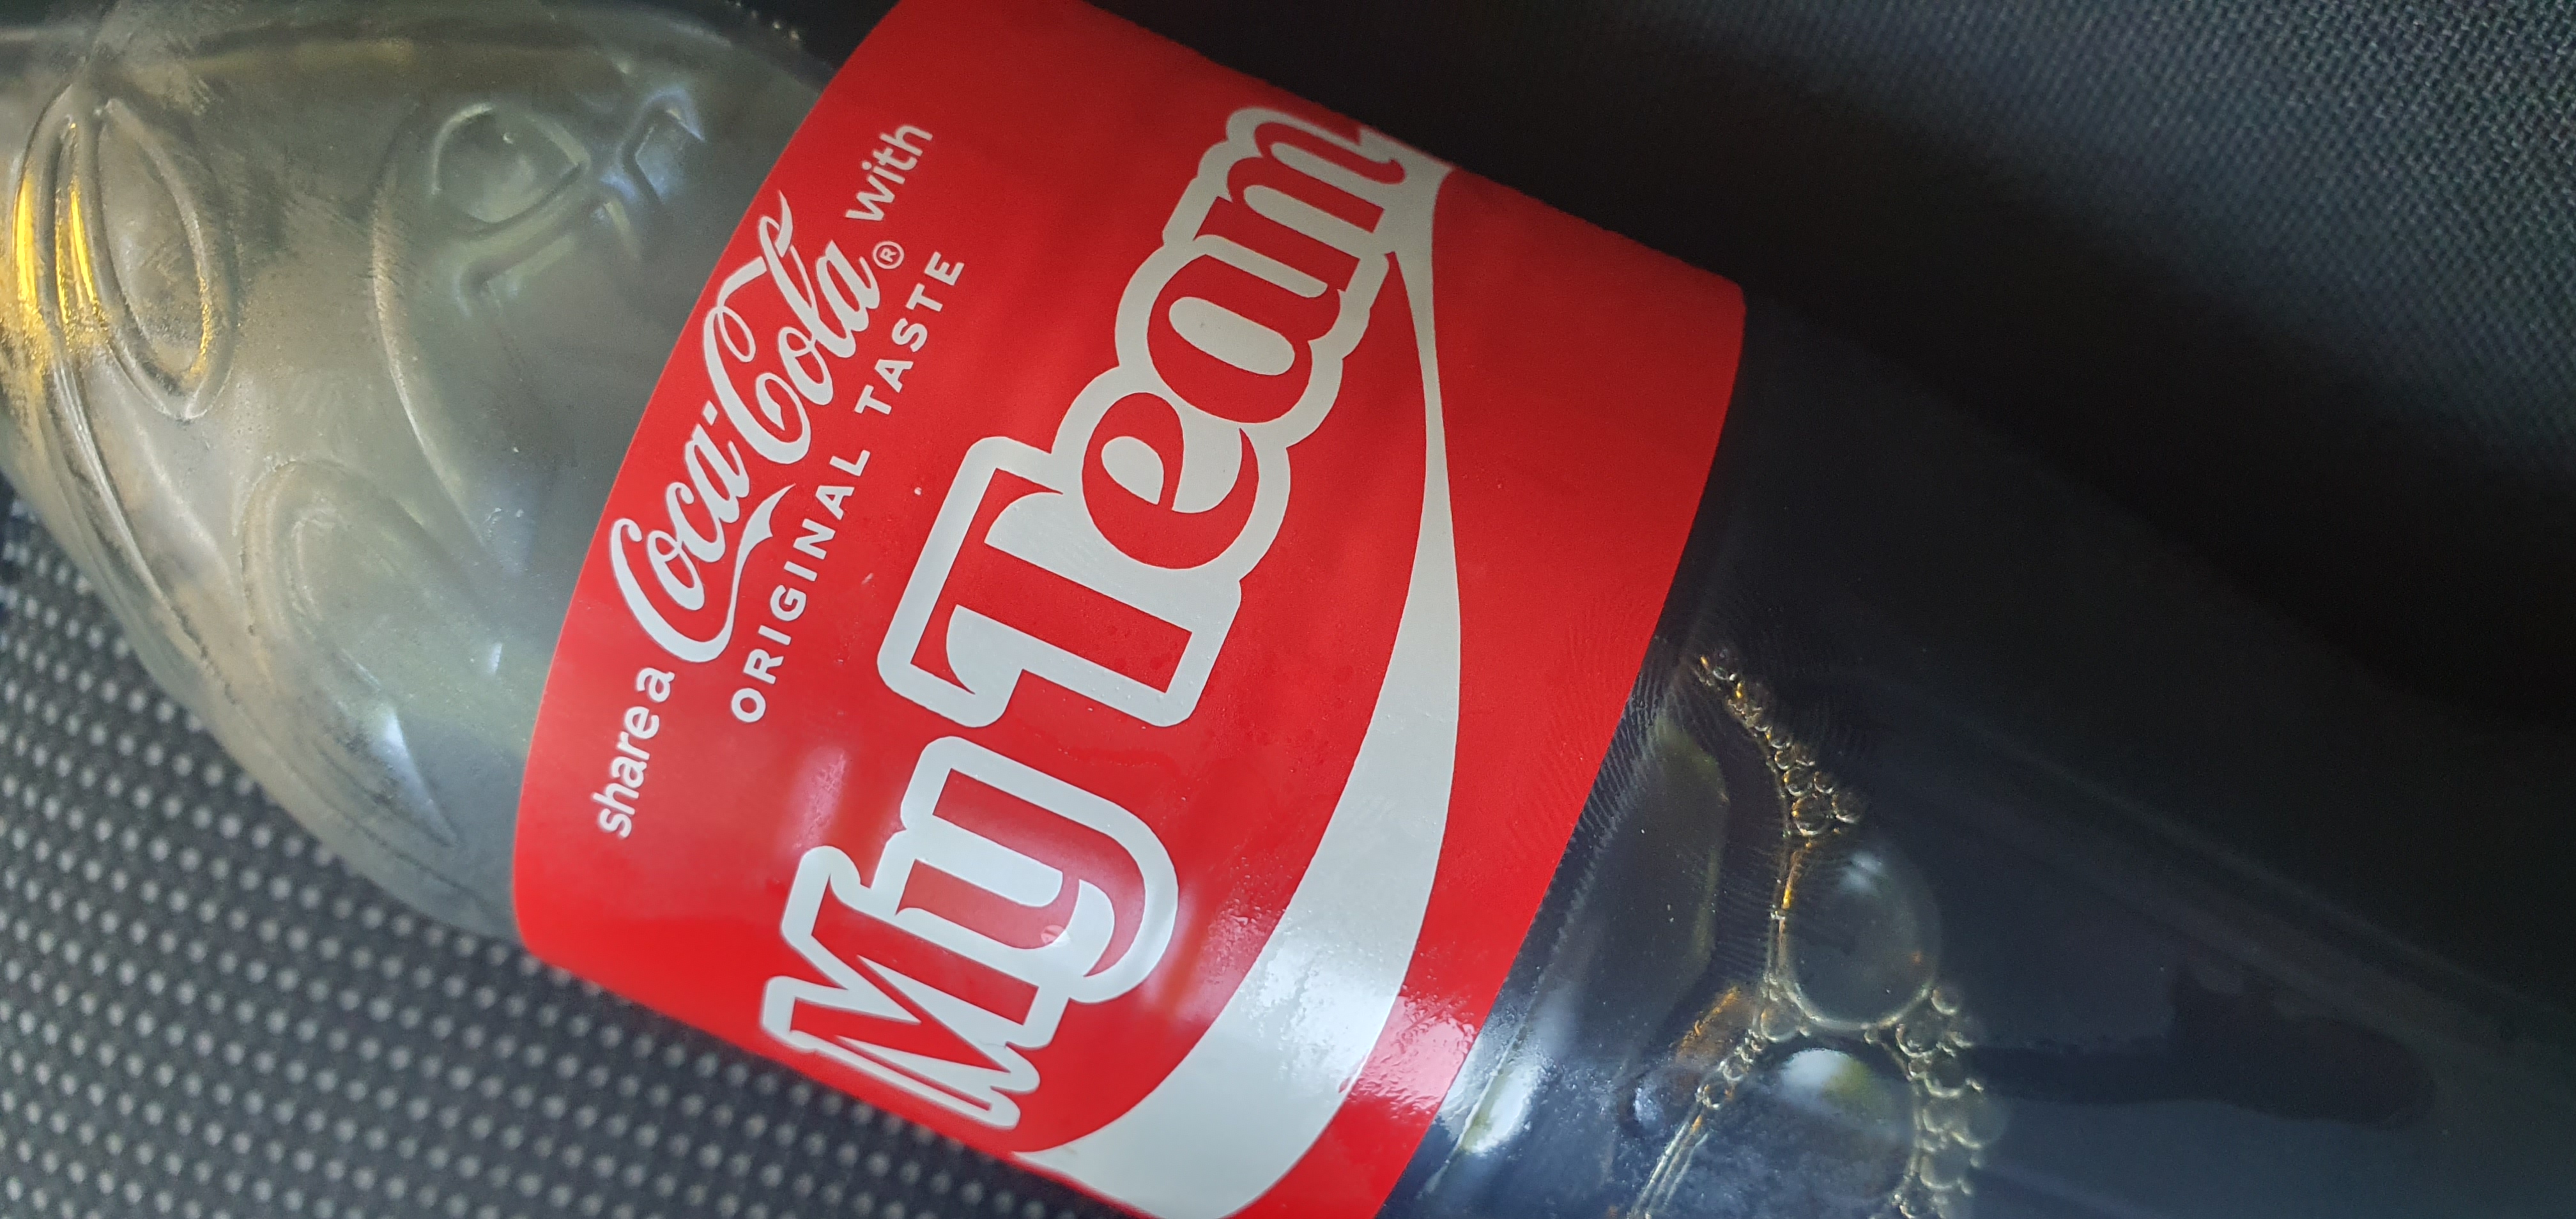 share a Coca-Cola® with
ORIGINAL TASTE
My Team